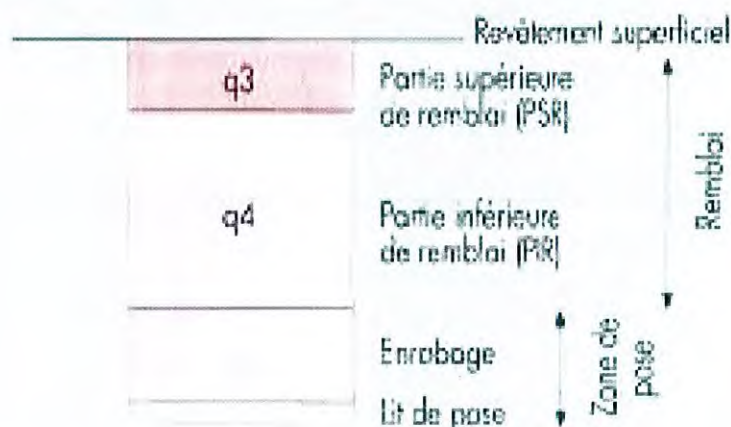 Revêtement superficiel
q3
Partie supérieure
de remblai (PSR)
q4
Partie inférieure
de remblai (PIR)
Remblai
Enrobage
Lit de pose
Zone de
pose